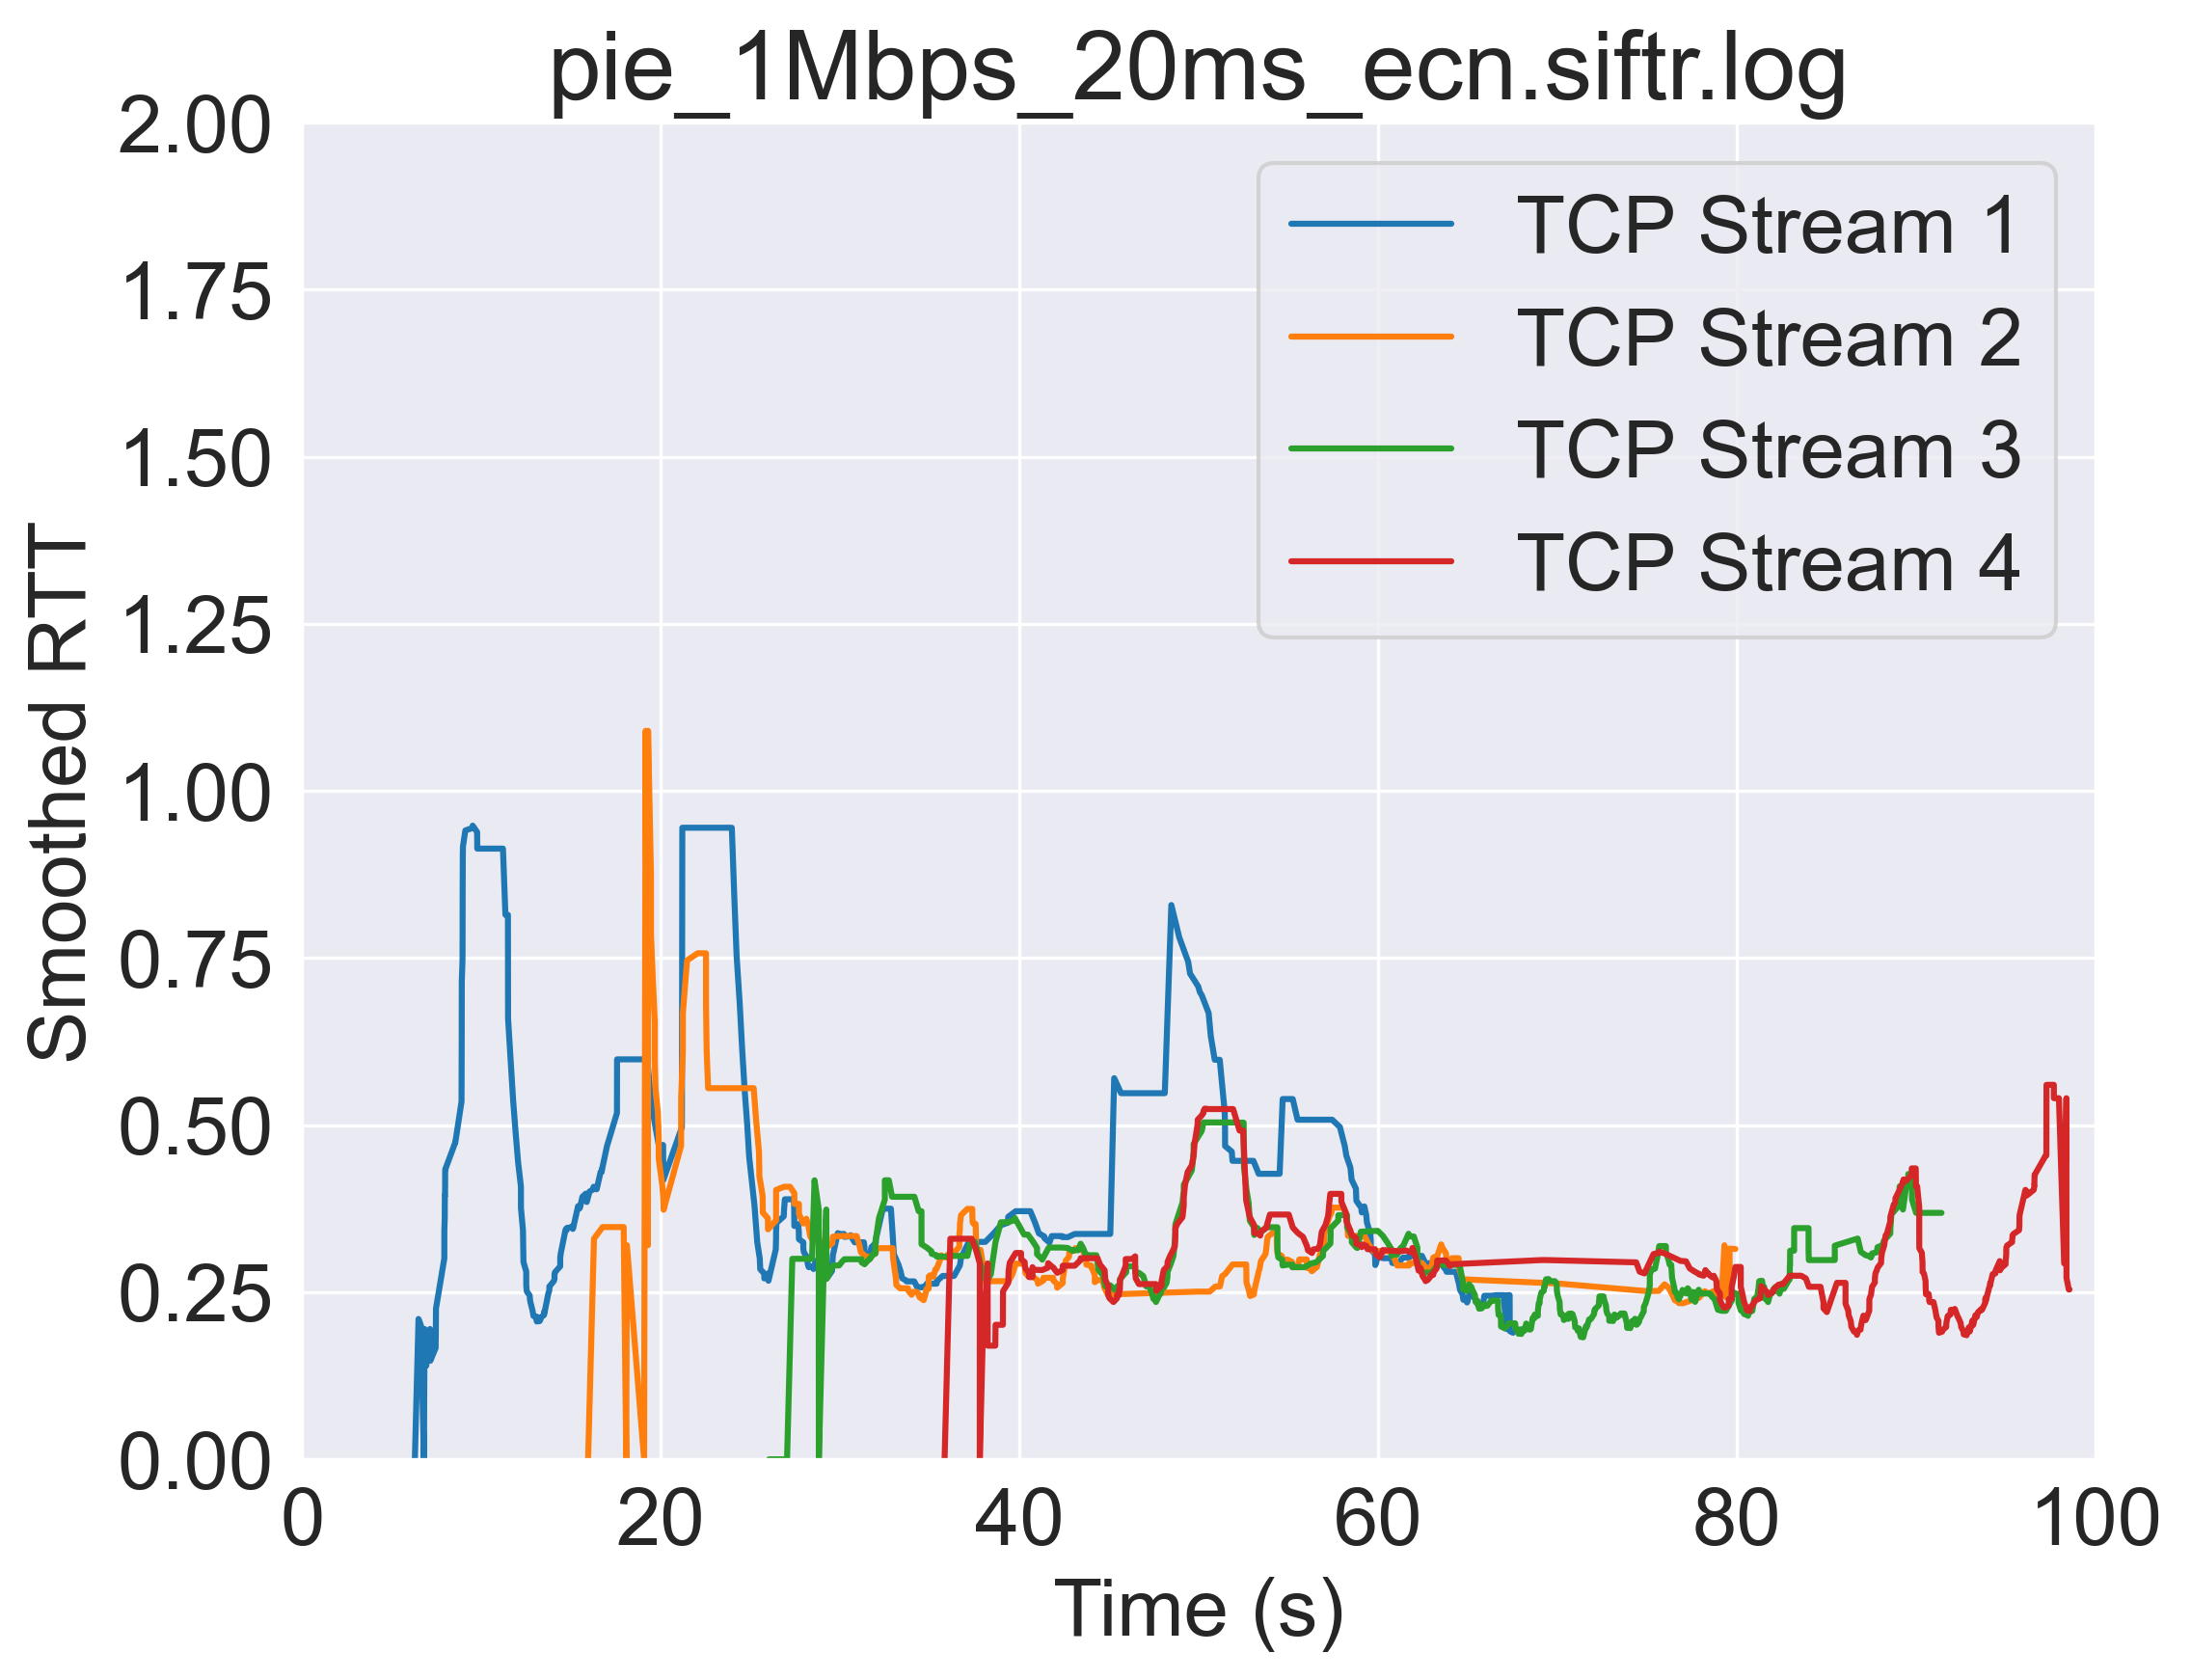 pie_1Mbps_20ms_ecn.siftr.log
2.00
1.75
1.50
1.25
1.00
0.75
0.50
0.25
0.00
Smoothed RTT
TCP Stream 1
TCP Stream 2
TCP Stream 3
TCP Stream 4
0 20 40 60 80 100
Time (s)